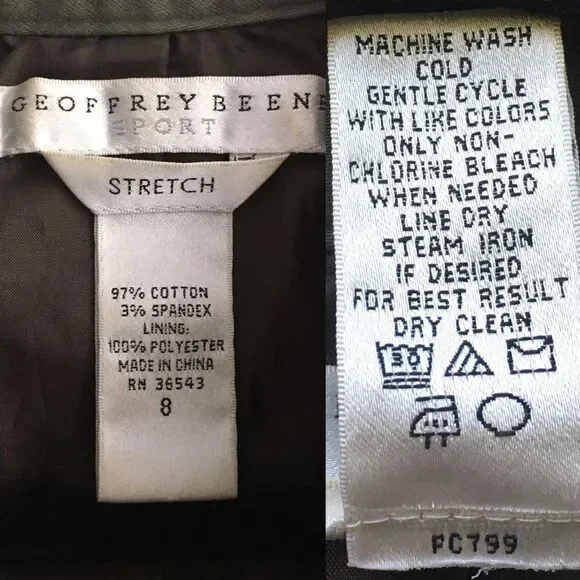 GEOFFREY BEENE
SPORT
STRETCH
97% COTTON
3% SPANDEX
LINING:
100% POLYESTER
MADE IN CHINA
RN 36543
8
MACHINE WASH
COLD
GENTLE CYCLE
WITH LIKE COLORS
ONLY NON-
CHLORINE BLEACH
WHEN NEEDED
LINE DRY
STEAM IRON
IF DESIRED
FOR BEST RESULT
DRY CLEAN
30
PC799